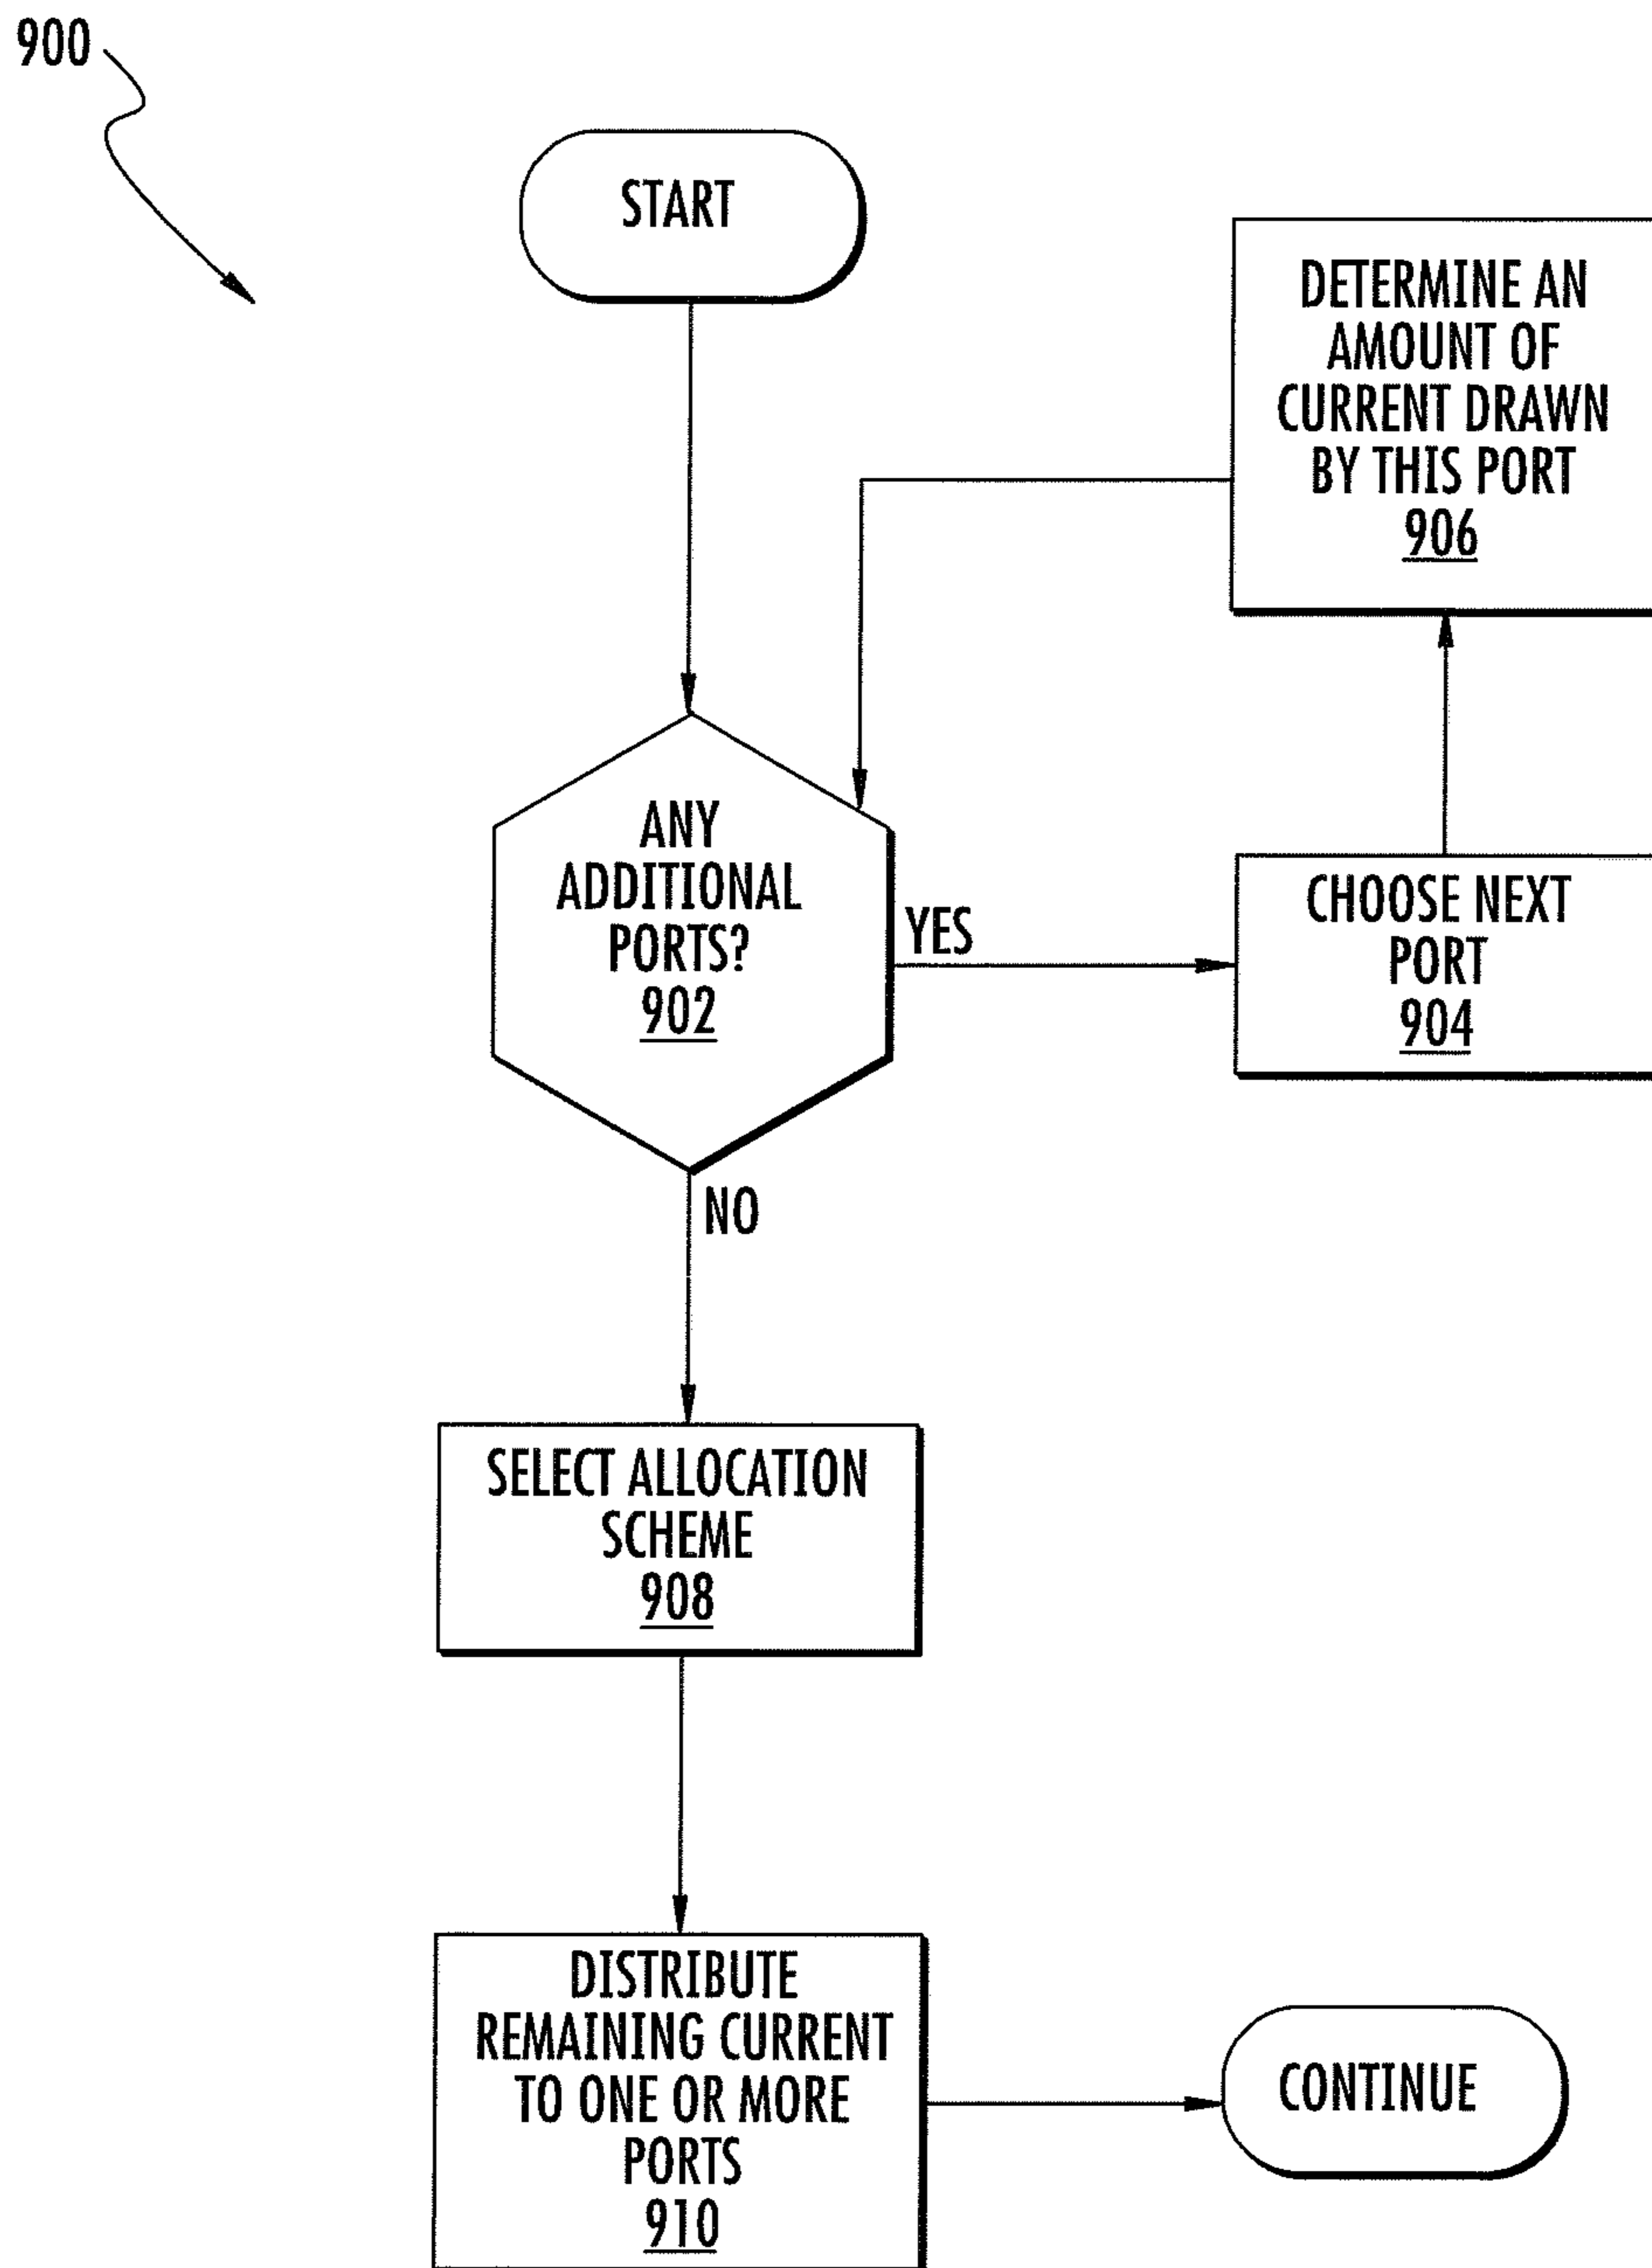 900
START
DETERMINE AN
AMOUNT OF
CURRENT DRAWN
BY THIS PORT
906
ANY
ADDITIONAL
PORTS?
902
YES
CHOOSE NEXT
PORT
904
NO
SELECT ALLOCATION
SCHEME
908
DISTRIBUTE
REMAINING CURRENT
TO ONE OR MORE
PORTS
910
CONTINUE